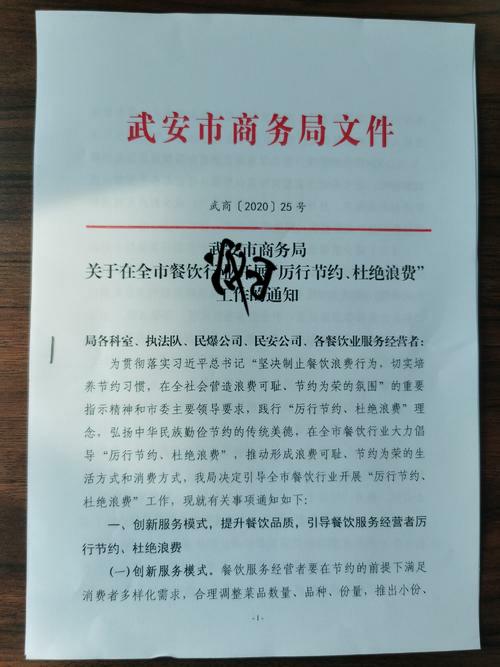 武安市商务局文件
武商〔2020〕25号
武安市商务局
关于在全市餐饮行业开展“厉行节约、杜绝浪费”
工作的通知
局各科室、执法队、民爆公司、民安公司、各餐饮业服务经营者：
为贯彻落实习近平总书记“坚决制止餐饮浪费行为，切实培
养节约习惯，在全社会营造浪费可耻、节约为荣的氛围”的重要
指示精神和市委主要领导要求，践行“厉行节约、杜绝浪费”理
念，弘扬中华民族勤俭节约的传统美德，在全市餐饮行业大力倡
导“厉行节约、杜绝浪费”，推动形成浪费可耻、节约为荣的生
活方式和消费方式，我局决定引导全市餐饮行业开展“厉行节约、
杜绝浪费”工作，现就有关事项通知如下：
一、创新服务模式，提升餐饮品质，引导餐饮服务经营者厉
行节约、杜绝浪费
(一)创新服务模式。餐饮服务经营者要在节约的前提下满足
消费者多样化需求，合理调整菜品数量、品种、份量，推出小份、
-1-